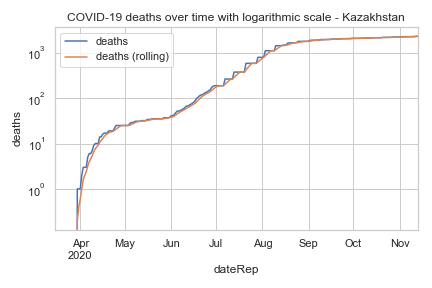 COVID-19 deaths over time with logarithmic scale - Kazakhstan
deaths
deaths (rolling)
10³
10²
10¹
10⁰
deaths
Apr May Jun Jul Aug Sep Oct Nov
2020
dateRep